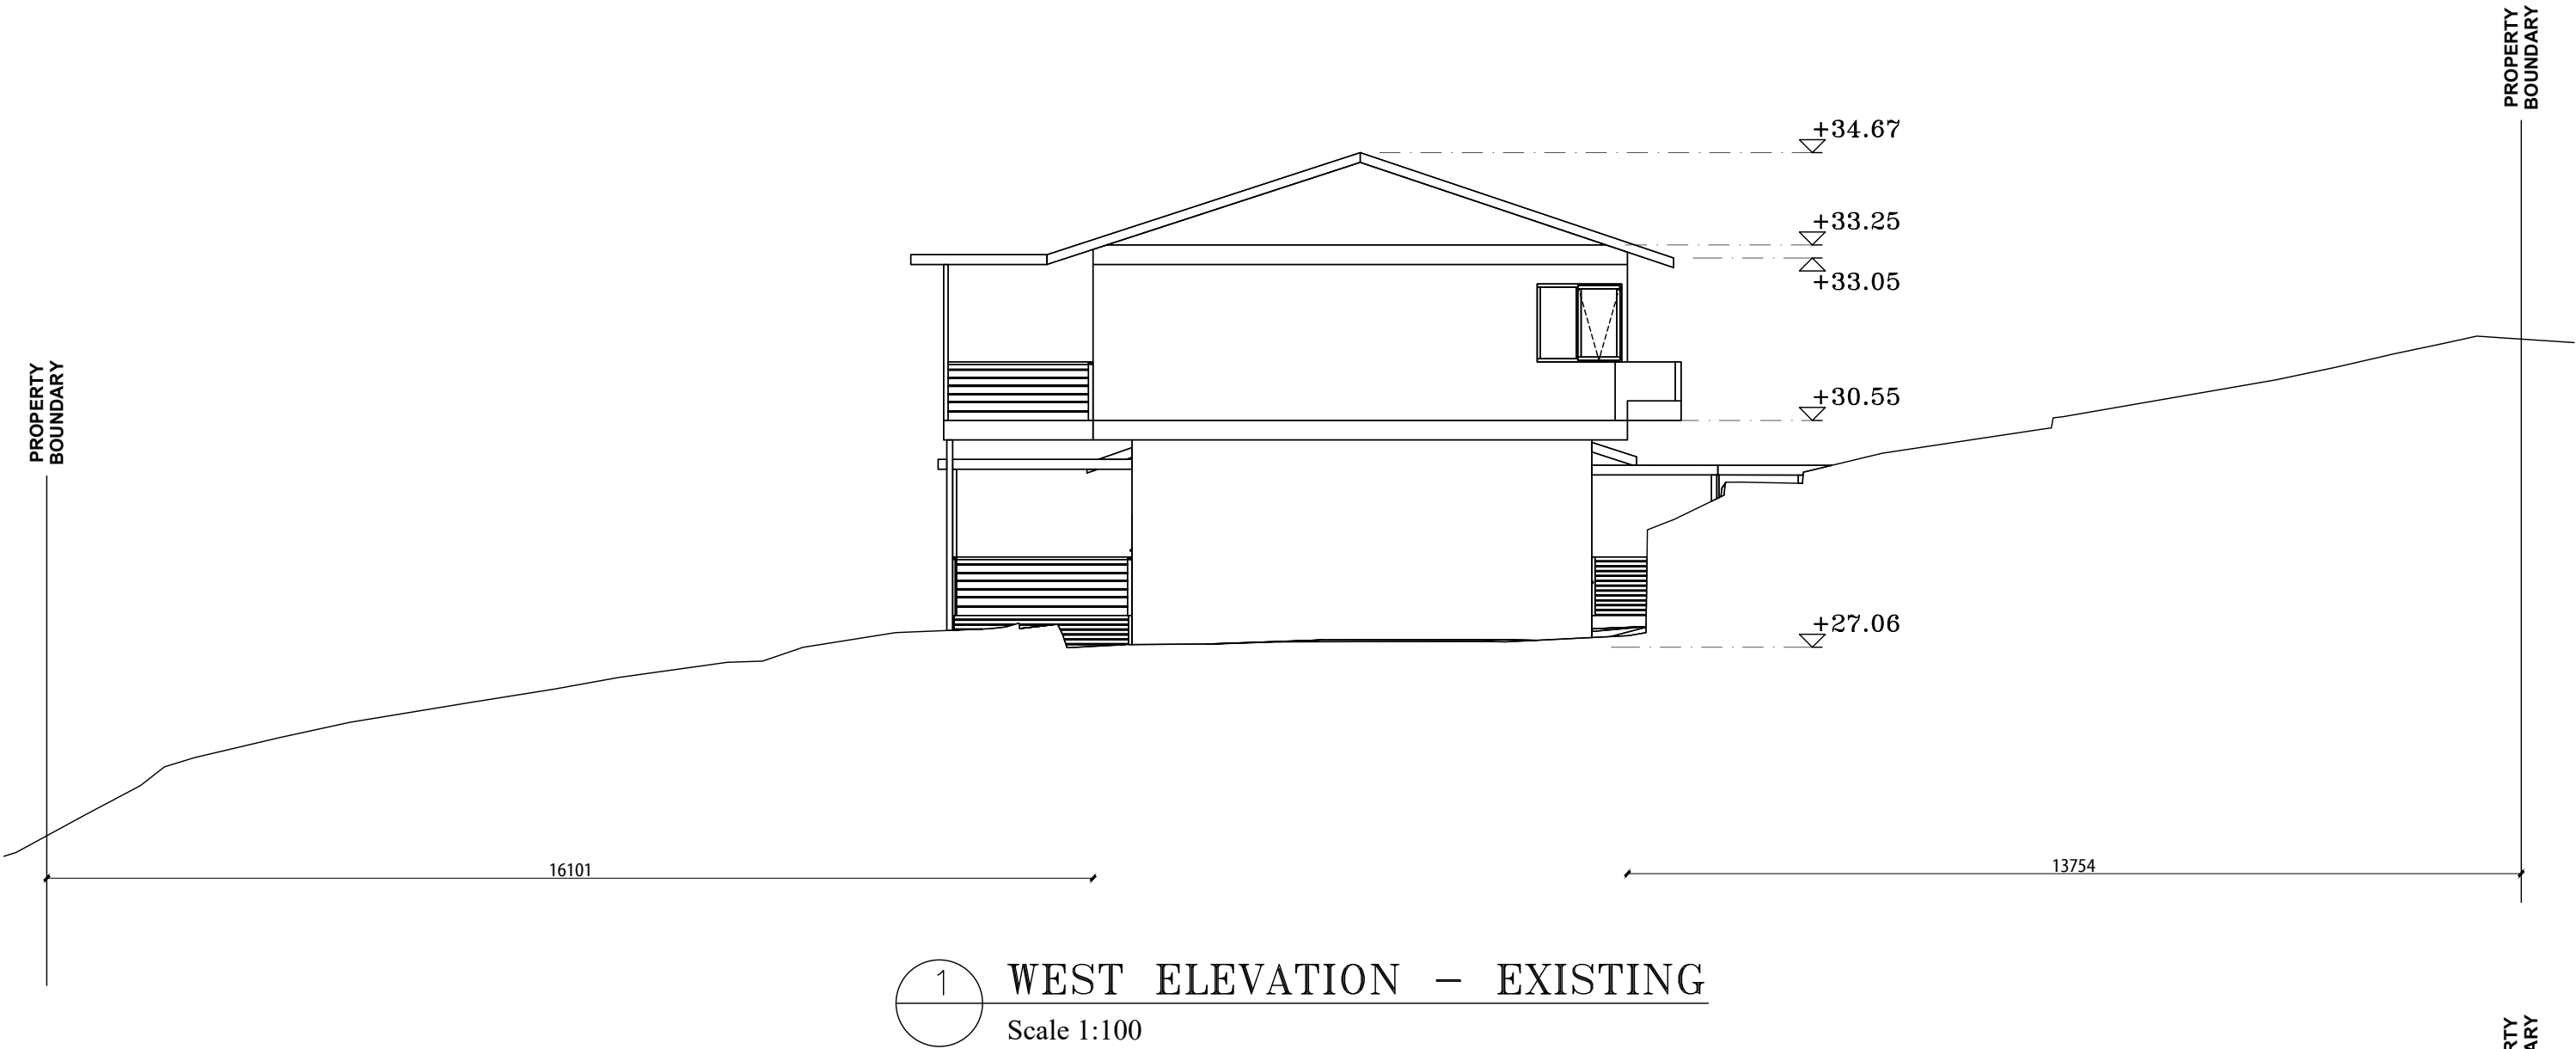 PROPERTY
BOUNDARY
+34.67
+33.25
+33.05
PROPERTY
BOUNDARY
+30.55
+27.06
16101
13754
1
WEST ELEVATION - EXISTING
Scale 1:100